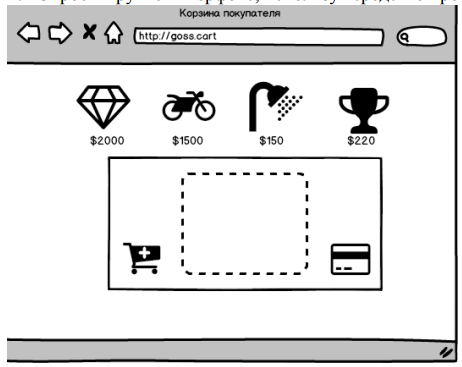 Корзина покупателя
http://goss.cart
$2000 $1500 $150 $220